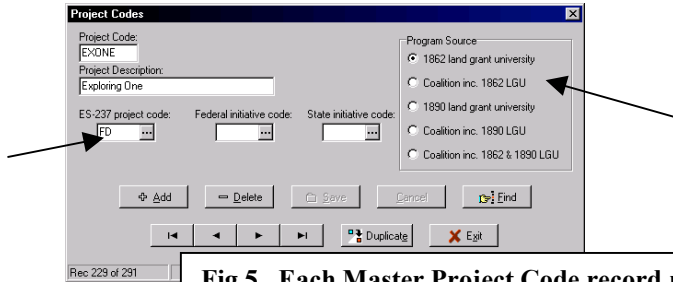 Project Codes
Project Code:
EXONE
Project Description:
Exploring One
ES-237 project code: Federal initiative code: State initiative code:
FD ... ... ...
Program Source
1862 land grant university
Coalition inc. 1862 LGU
1890 land grant university
Coalition inc. 1890 LGU
Coalition inc. 1862 & 1890 LGU
Add Delete Save Cancel Find
Duplicate Exit
Rec 229 of 291
Fig 5. Each Master Project Code record